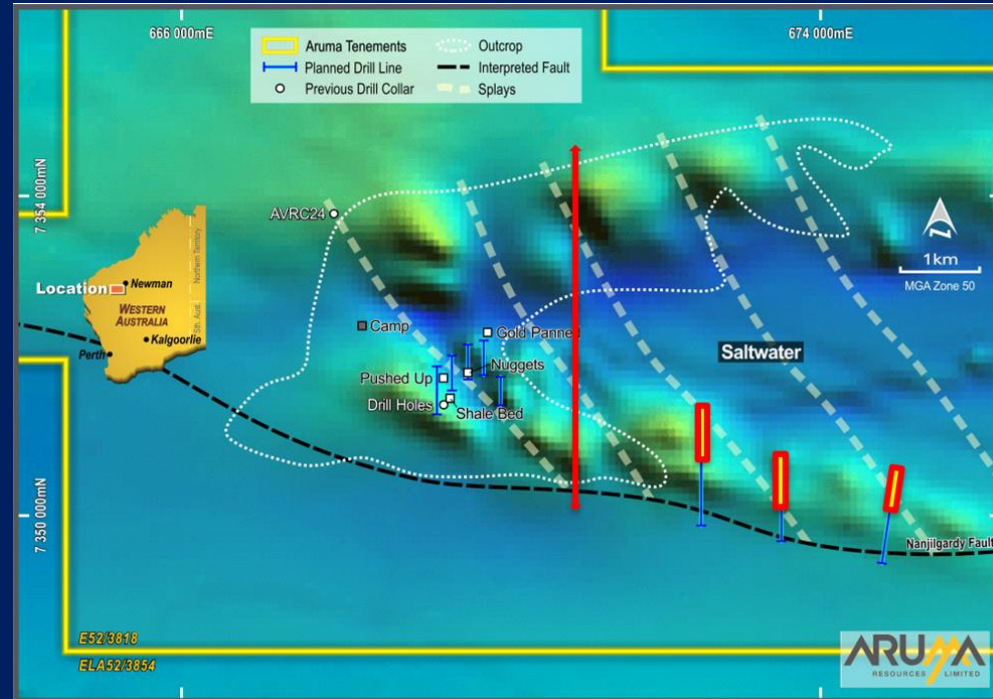 666 000mE
674 000mE
Aruma Tenements
Planned Drill Line
Previous Drill Collar
Outcrop
Interpreted Fault
Splays
7 354 000mN
AVRC24
N
1km
MGA Zone 50
Location
Newman
WESTERN
AUSTRALIA
Kalgoorlie
Perth
Northern Territory
Sth. Aust.
Camp
Gold Panned
Nuggets
Pushed Up
Drill Holes
Shale Bed
Saltwater
7 350 000mN
Nanjilgardy Fault
E52/3818
ELA52/3854
ARUMA
RESOURCES LIMITED